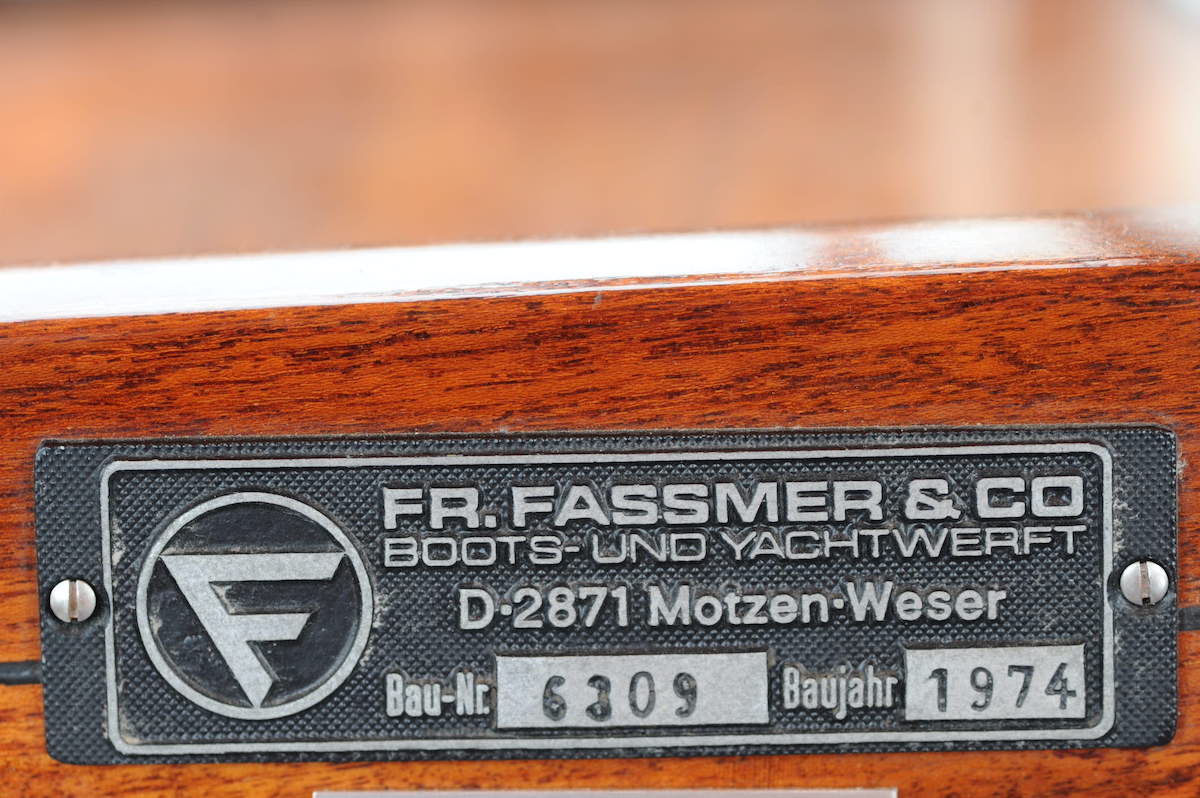 FR. FASSMER & CO
BOOTS- UND YACHTWERFT
D·2871 Motzen·Weser
Bau-Nr. 6309 Baujahr 1974